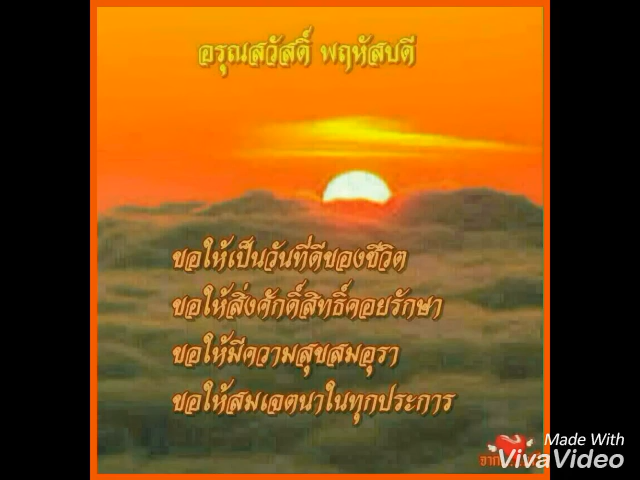 อรุณสวัสดิ์ พฤหัสบดี
ขอให้เป็นวันที่ดีของชีวิต
ขอให้สิ่งศักดิ์สิทธิ์คอยรักษา
ขอให้มีความสุขสมอุรา
ขอให้สมเจตนาในทุกประการ
Made With
VivaVideo